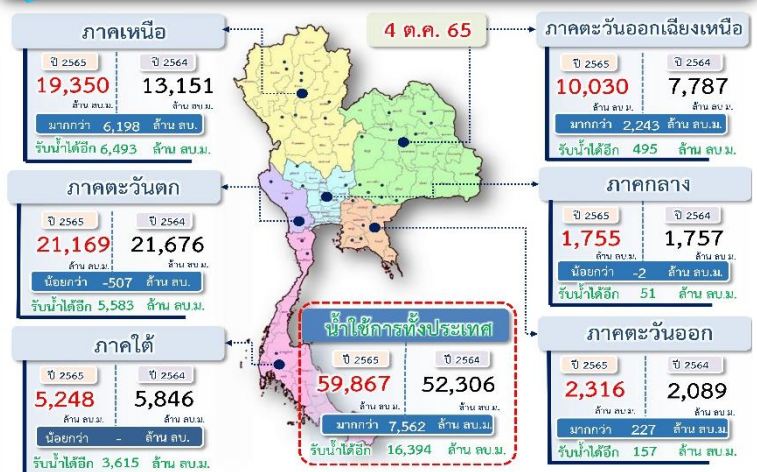 4 ต.ค. 65
ภาคเหนือ
ปี 2565 ปี 2564
19,350 13,151
ล้าน ลบ.ม. ล้าน ลบ.ม.
มากกว่า 6,198 ล้าน ลบ.
รับน้ำได้อีก 6,493 ล้าน ลบ.ม.
ภาคตะวันตก
ปี 2565 ปี 2564
21,169 21,676
ล้าน ลบ.ม. ล้าน ลบ.ม.
น้อยกว่า -507 ล้าน ลบ.
รับน้ำได้อีก 5,583 ล้าน ลบ.ม.
ภาคใต้
ปี 2565 ปี 2564
5,248 5,846
ล้าน ลบ.ม. ล้าน ลบ.ม.
น้อยกว่า - ล้าน ลบ.
รับน้ำได้อีก 3,615 ล้าน ลบ.ม.
น้ำใช้การทั้งประเทศ
ปี 2565 ปี 2564
59,867 52,306
ล้าน ลบ.ม. ล้าน ลบ.ม.
มากกว่า 7,562 ล้าน ลบ.ม.
รับน้ำได้อีก 16,394 ล้าน ลบ.ม.
ภาคตะวันออกเฉียงเหนือ
ปี 2565 ปี 2564
10,030 7,787
ล้าน ลบ.ม. ล้าน ลบ.ม.
มากกว่า 2,243 ล้าน ลบ.ม.
รับน้ำได้อีก 495 ล้าน ลบ.ม.
ภาคกลาง
ปี 2565 ปี 2564
1,755 1,757
ล้าน ลบ.ม. ล้าน ลบ.ม.
น้อยกว่า -2 ล้าน ลบ.ม.
รับน้ำได้อีก 51 ล้าน ลบ.ม.
ภาคตะวันออก
ปี 2565 ปี 2564
2,316 2,089
ล้าน ลบ.ม. ล้าน ลบ.ม.
มากกว่า 227 ล้าน ลบ.ม.
รับน้ำได้อีก 157 ล้าน ลบ.ม.